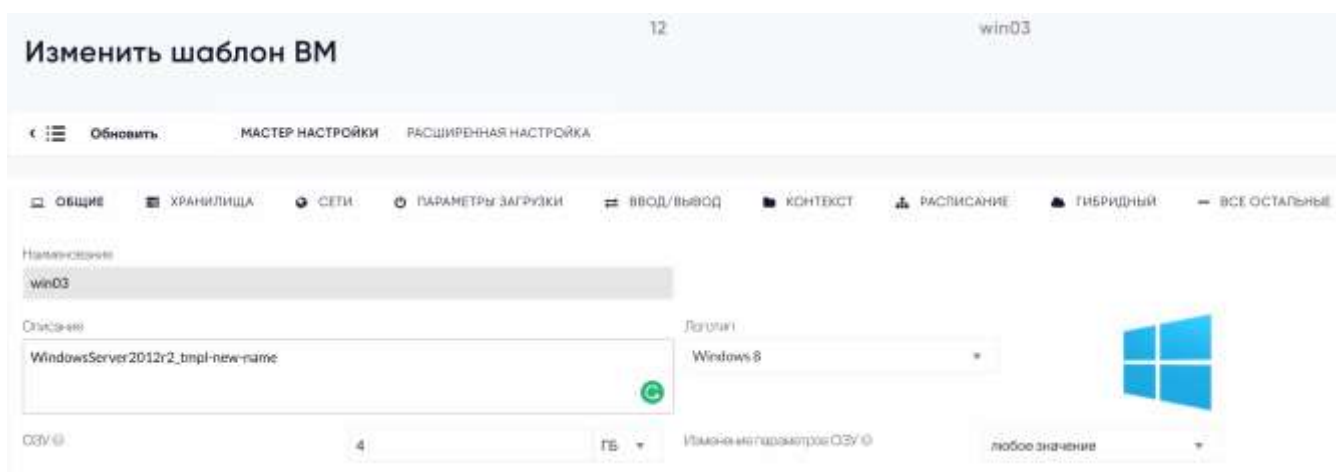 12 win03
Изменить шаблон ВМ
Обновить МАСТЕР НАСТРОЙКИ РАСШИРЕННАЯ НАСТРОЙКА
ОБЩИЕ ХРАНИЛИЩА СЕТИ ПАРАМЕТРЫ ЗАГРУЗКИ ВВОД/ВЫВОД КОНТЕКСТ РАСПИСАНИЕ ГИБРИДНЫЙ ВСЕ ОСТАЛЬНЫЕ
Наименование
win03
Описание Логотип
WindowsServer2012r2_tmpl-new-name Windows 8
ОЗУ 4 ГБ Изменение параметров ОЗУ любое значение